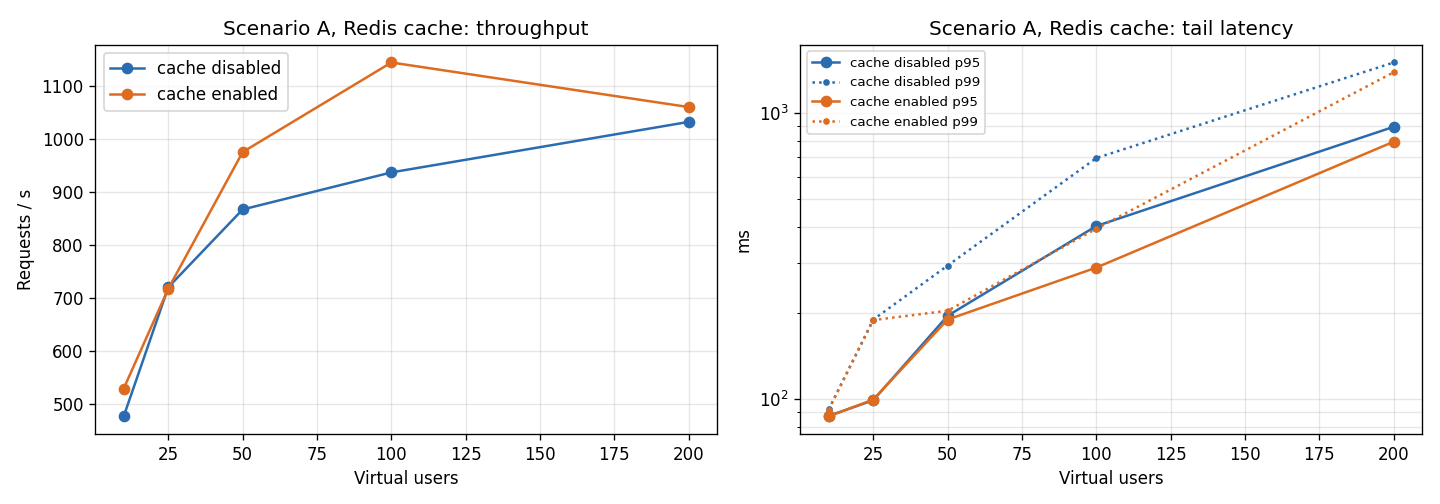 Scenario A, Redis cache: throughput
cache disabled
cache enabled
Requests / s
1100
1000
900
800
700
600
500
25 50 75 100 125 150 175 200
Virtual users
Scenario A, Redis cache: tail latency
cache disabled p95
cache disabled p99
cache enabled p95
cache enabled p99
ms
10³
10²
25 50 75 100 125 150 175 200
Virtual users